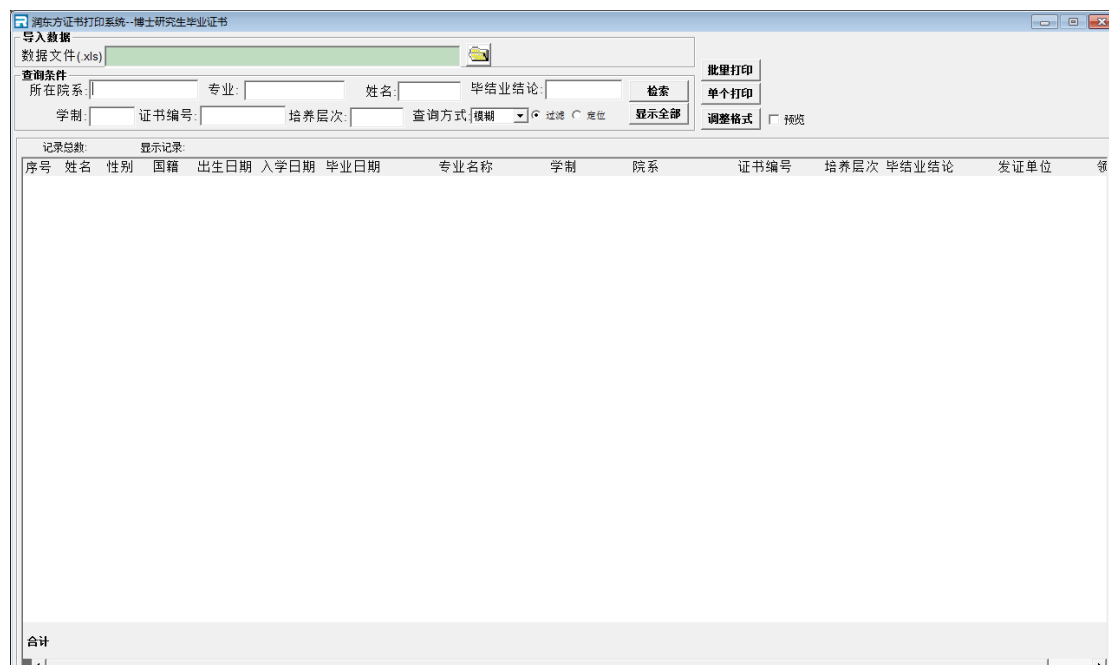 润东方证书打印系统--博士研究生毕业证书
导入数据
数据文件(.xls)
查询条件
所在院系: 专业: 姓名: 毕结业结论: 检索
学制: 证书编号: 培养层次: 查询方式: 模糊 过滤 定位 显示全部
批里打印
单个打印
调整格式 预览
记录总数: 显示记录:
序号 姓名 性别 国籍 出生日期 入学日期 毕业日期 专业名称 学制 院系 证书编号 培养层次 毕结业结论 发证单位 领
合计